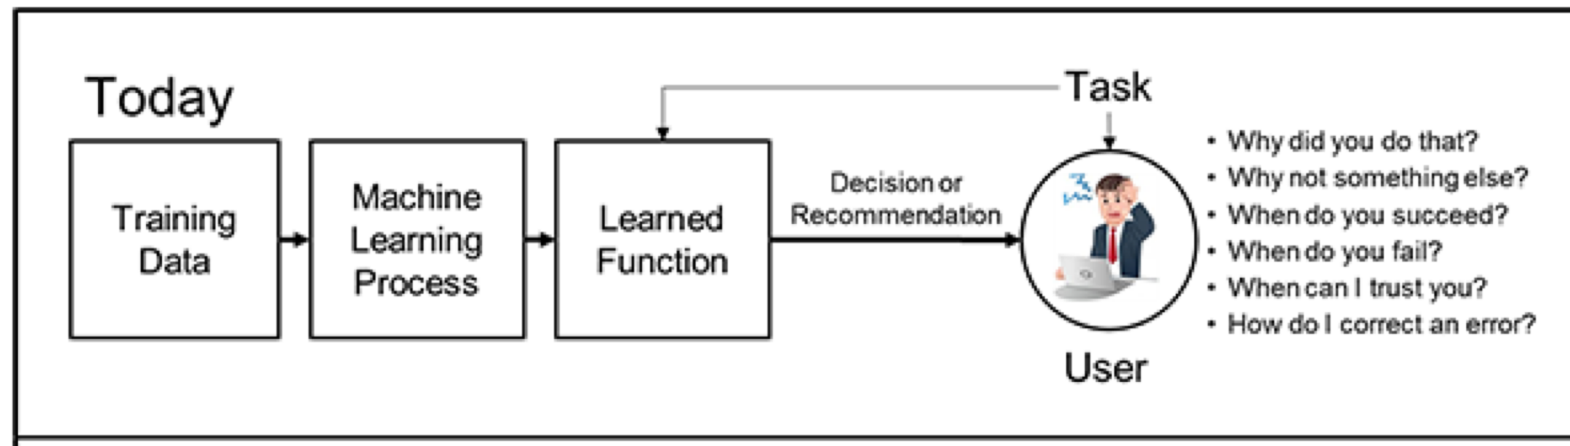 Today
Task
Training
Data
Machine
Learning
Process
Learned
Function
Decision or
Recommendation
User
• Why did you do that?
• Why not something else?
• When do you succeed?
• When do you fail?
• When can I trust you?
• How do I correct an error?